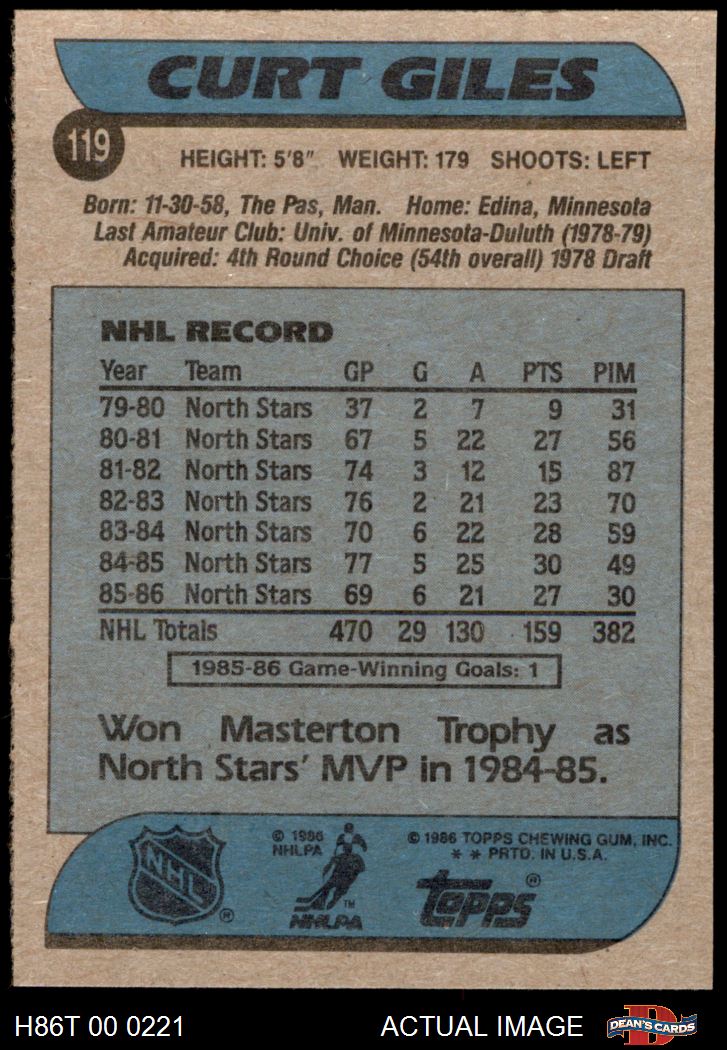 CURT GILES
119
HEIGHT: 5'8" WEIGHT: 179 SHOOTS: LEFT
Born: 11-30-58, The Pas, Man. Home: Edina, Minnesota
Last Amateur Club: Univ. of Minnesota-Duluth (1978-79)
Acquired: 4th Round Choice (54th overall) 1978 Draft
NHL RECORD
Year Team GP G A PTS PIM
79-80 North Stars 37 2 7 9 31
80-81 North Stars 67 5 22 27 56
81-82 North Stars 74 3 12 15 87
82-83 North Stars 76 2 21 23 70
83-84 North Stars 70 6 22 28 59
84-85 North Stars 77 5 25 30 49
85-86 North Stars 69 6 21 27 30
NHL Totals 470 29 130 159 382
1985-86 Game-Winning Goals: 1
Won Masterton Trophy as
North Stars' MVP in 1984-85.
NHL ®
© 1986
NHLPA
TM
NHLPA
© 1986 TOPPS CHEWING GUM, INC.
* * PRTD. IN U.S.A.
topps ®
H86T 00 0221 ACTUAL IMAGE
D
DEAN'S CARDS